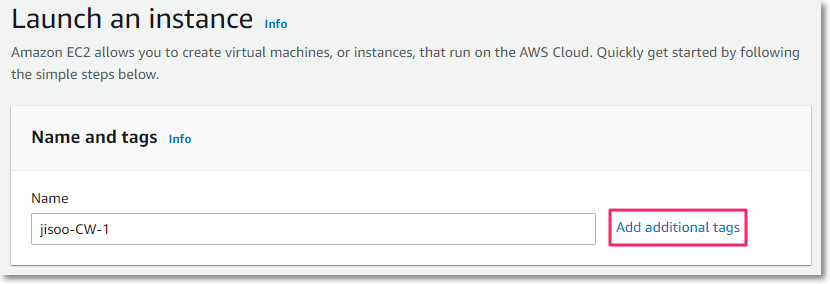 Launch an instance Info
Amazon EC2 allows you to create virtual machines, or instances, that run on the AWS Cloud. Quickly get started by following
the simple steps below.
Name and tags Info
Name
jisoo-CW-1 Add additional tags